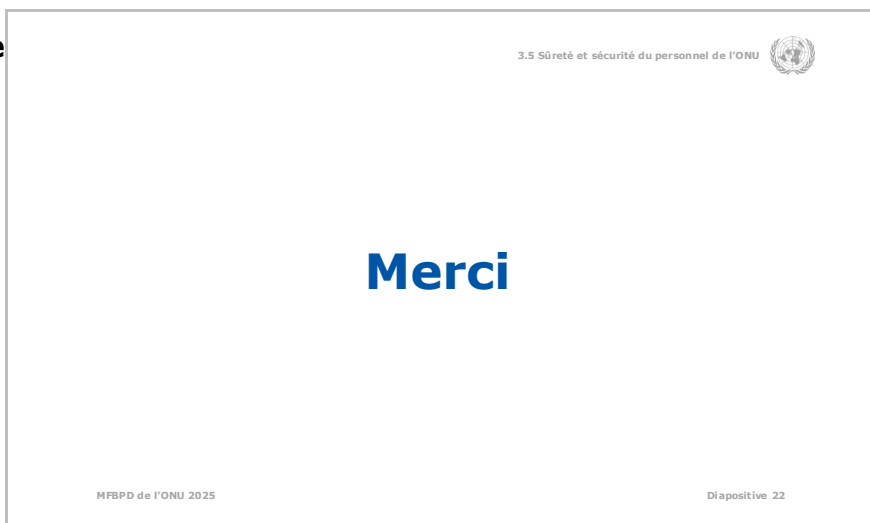 e
3.5 Sûreté et sécurité du personnel de l'ONU
Merci
MFBPD de l'ONU 2025
Diapositive 22